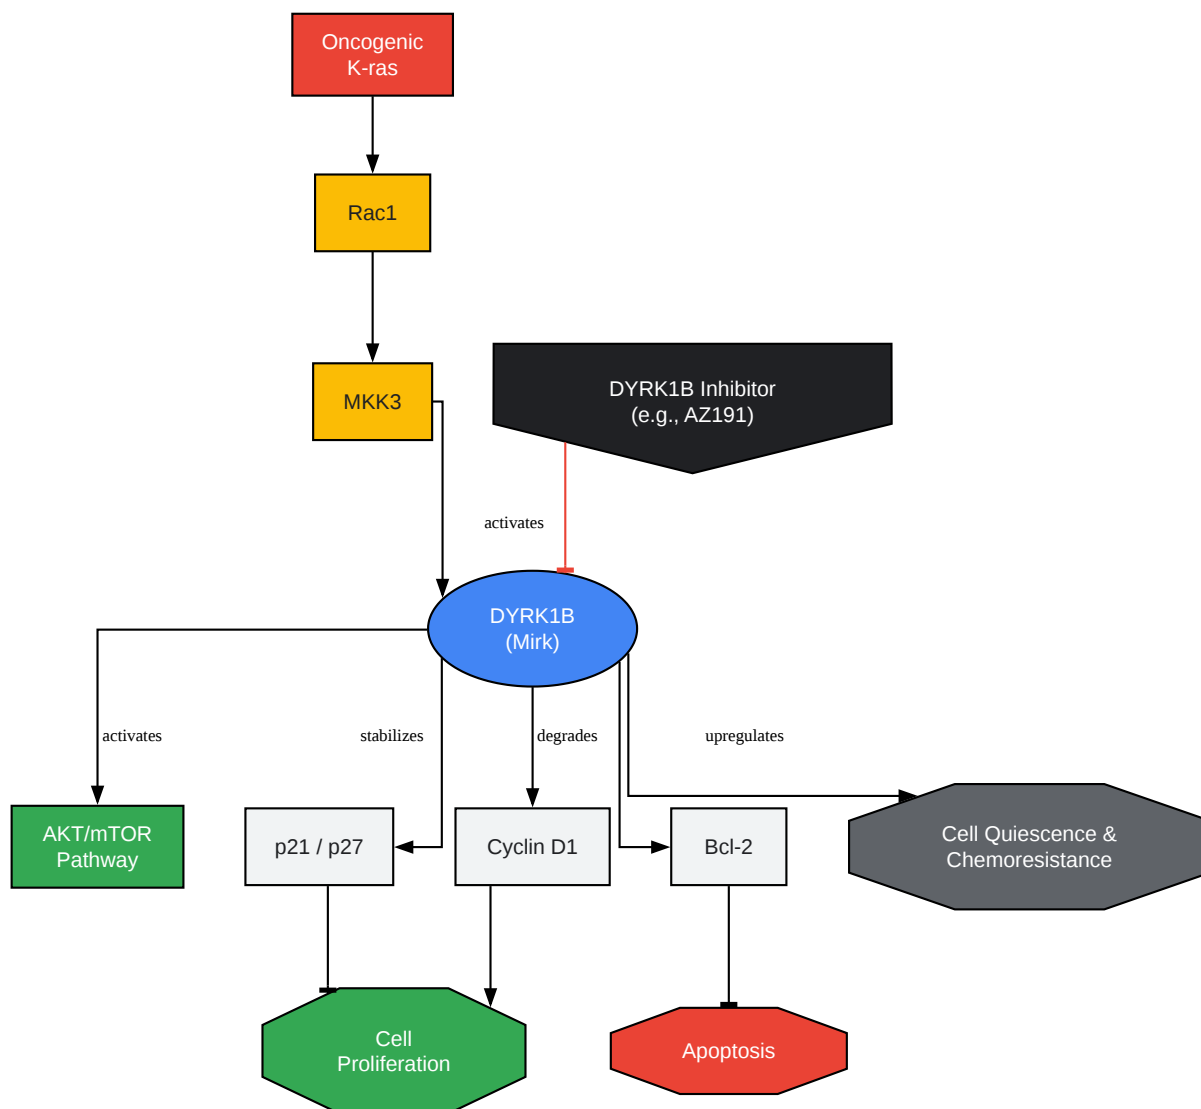 Oncogenic
K-ras
Rac1
MKK3
DYRK1B Inhibitor
(e.g., AZ191)
activates
DYRK1B
(Mirk)
activates
stabilizes
degrades
upregulates
AKT/mTOR
Pathway
p21 / p27
Cyclin D1
Bcl-2
Cell Quiescence &
Chemoresistance
Cell
Proliferation
Apoptosis